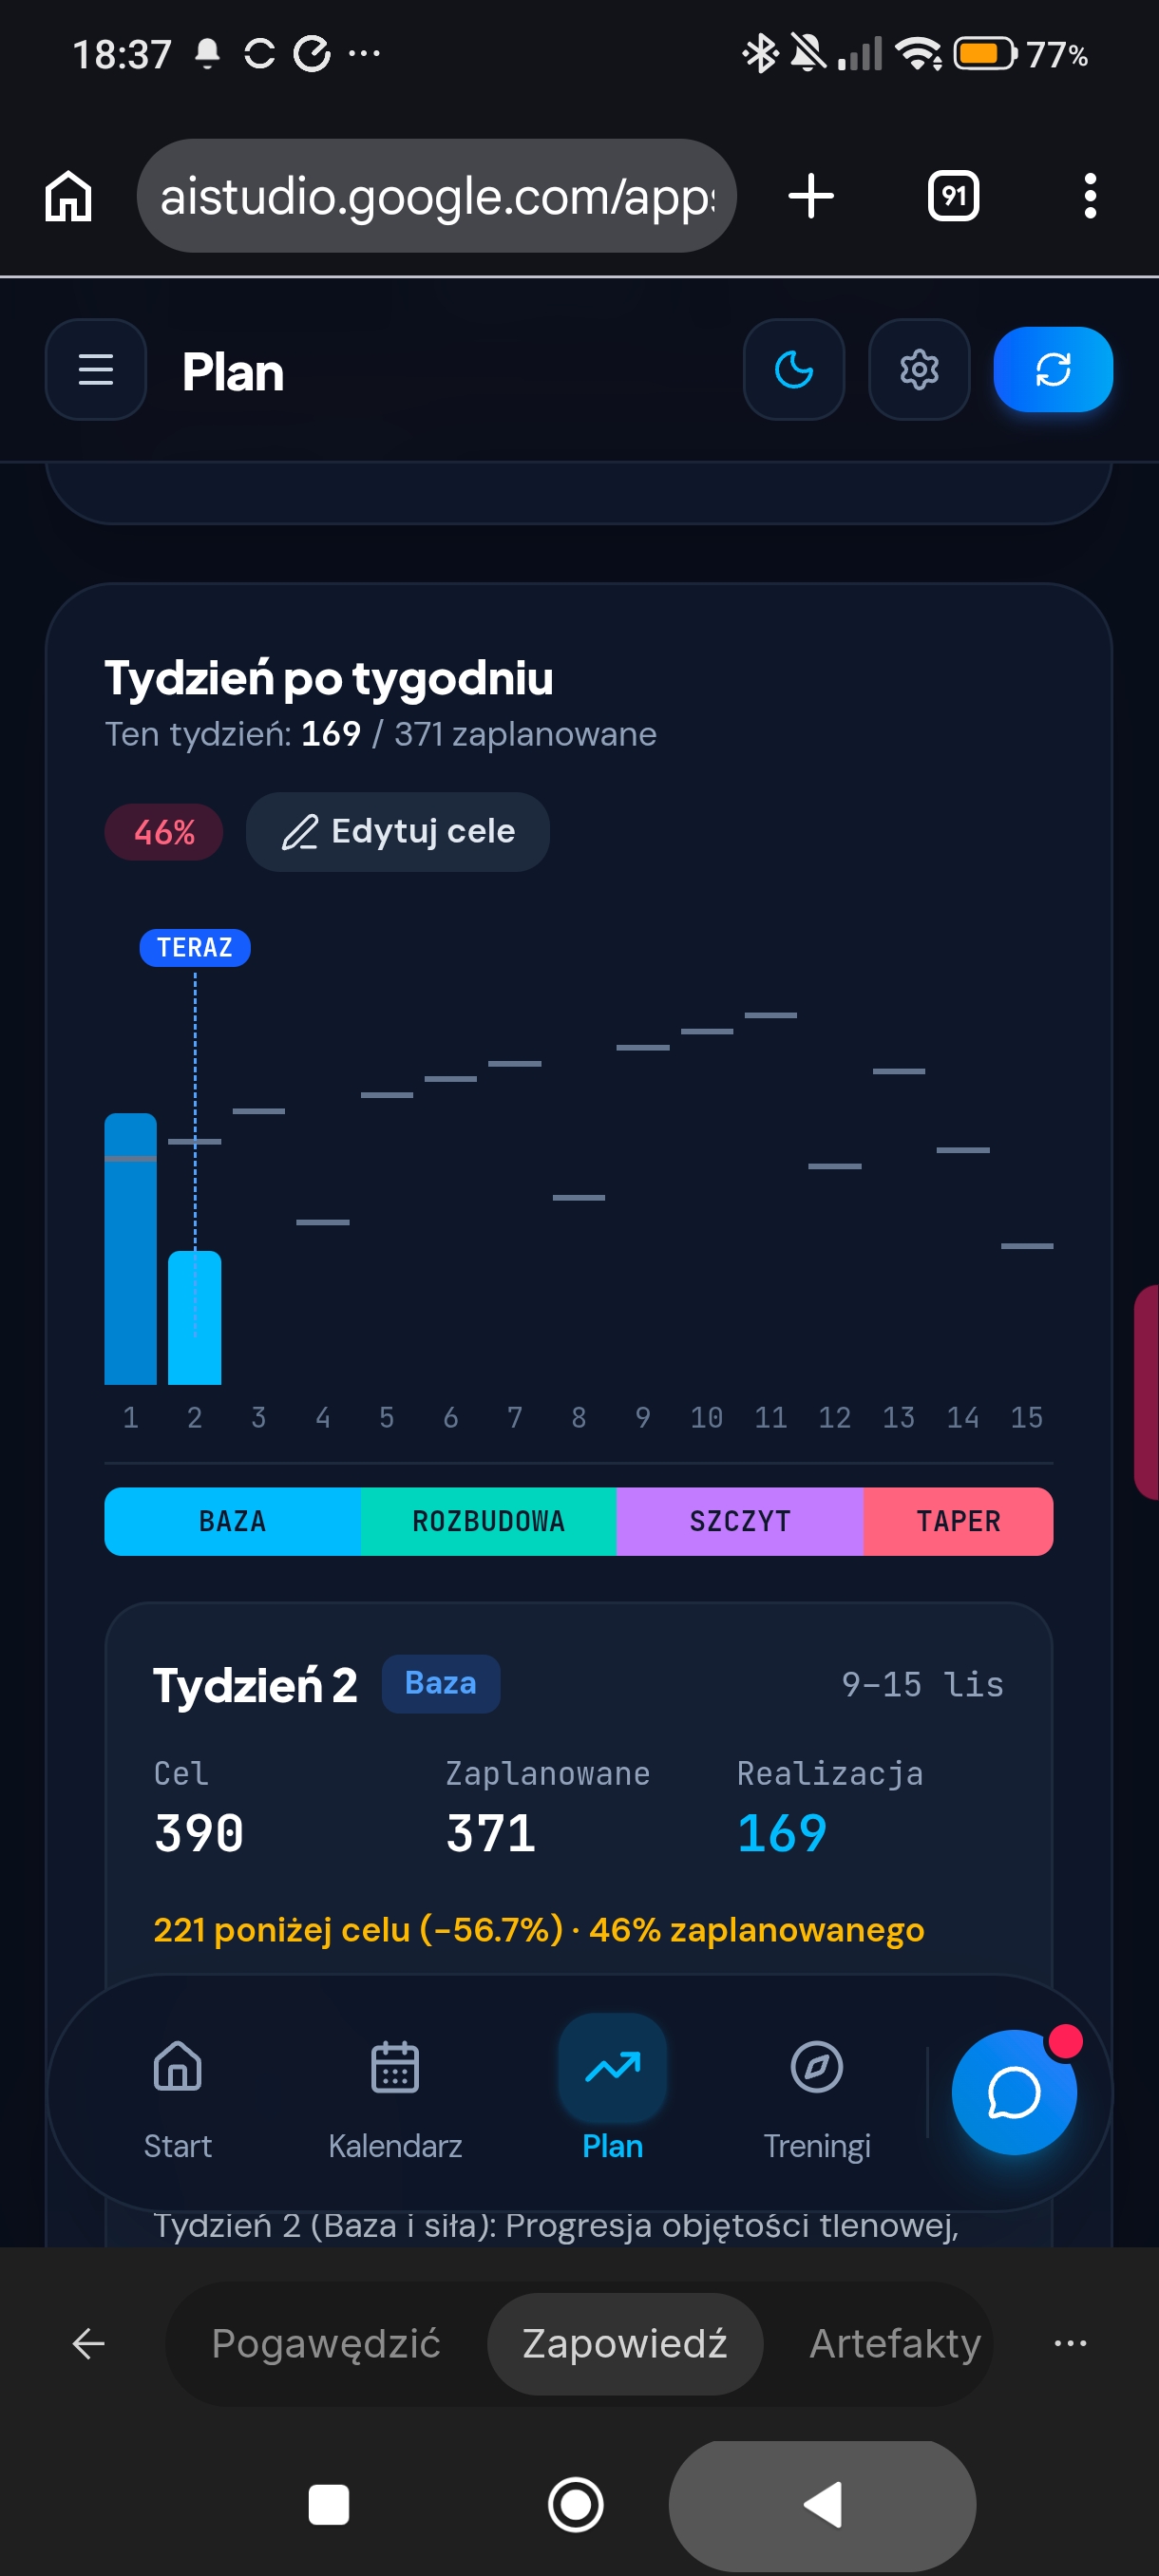 18:37
77%
aistudio.google.com/apps
91
Plan
Tydzień po tygodniu
Ten tydzień: 169 / 371 zaplanowane
46% Edytuj cele
TERAZ
1 2 3 4 5 6 7 8 9 10 11 12 13 14 15
BAZA ROZBUDOWA SZCZYT TAPER
Tydzień 2 Baza 9–15 lis
Cel Zaplanowane Realizacja
390 371 169
221 poniżej celu (-56.7%) · 46% zaplanowanego
Start Kalendarz Plan Treningi
Tydzień 2 (Baza i siła): Progresja objętości tlenowej,
Pogawędzić Zapowiedź Artefakty